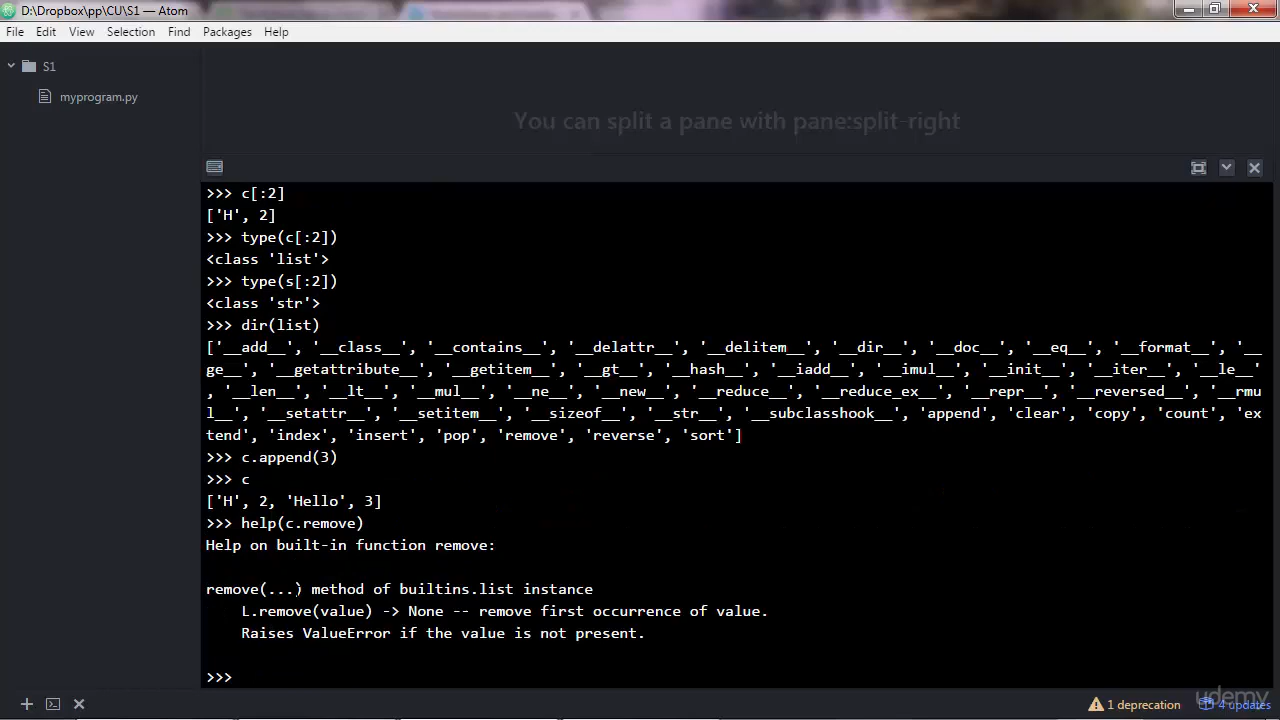 D:\Dropbox\pp\CU\S1 — Atom
File Edit View Selection Find Packages Help
S1
myprogram.py
You can split a pane with pane:split-right
>>> c[:2]
['H', 2]
>>> type(c[:2])
<class 'list'>
>>> type(s[:2])
<class 'str'>
>>> dir(list)
['__add__', '__class__', '__contains__', '__delattr__', '__delitem__', '__dir__', '__doc__', '__eq__', '__format__', '__
ge__', '__getattribute__', '__getitem__', '__gt__', '__hash__', '__iadd__', '__imul__', '__init__', '__iter__', '__le__'
, '__len__', '__lt__', '__mul__', '__ne__', '__new__', '__reduce__', '__reduce_ex__', '__repr__', '__reversed__', '__rmu
l__', '__setattr__', '__setitem__', '__sizeof__', '__str__', '__subclasshook__', 'append', 'clear', 'copy', 'count', 'ex
tend', 'index', 'insert', 'pop', 'remove', 'reverse', 'sort']
>>> c.append(3)
>>> c
['H', 2, 'Hello', 3]
>>> help(c.remove)
Help on built-in function remove:
remove(...) method of builtins.list instance
L.remove(value) -> None -- remove first occurrence of value.
Raises ValueError if the value is not present.
>>>
1 deprecation 4 updates
udemy